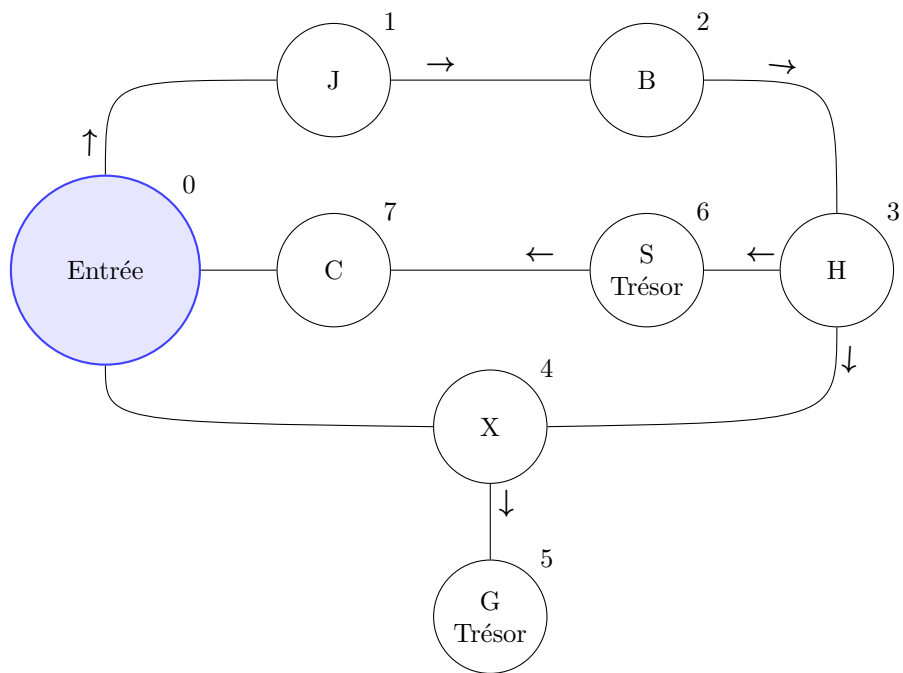 1
2
J
→
B
→
↑
0
7
6
3
Entrée
C
←
S
Trésor
←
H
4
↓
X
↓
5
G
Trésor